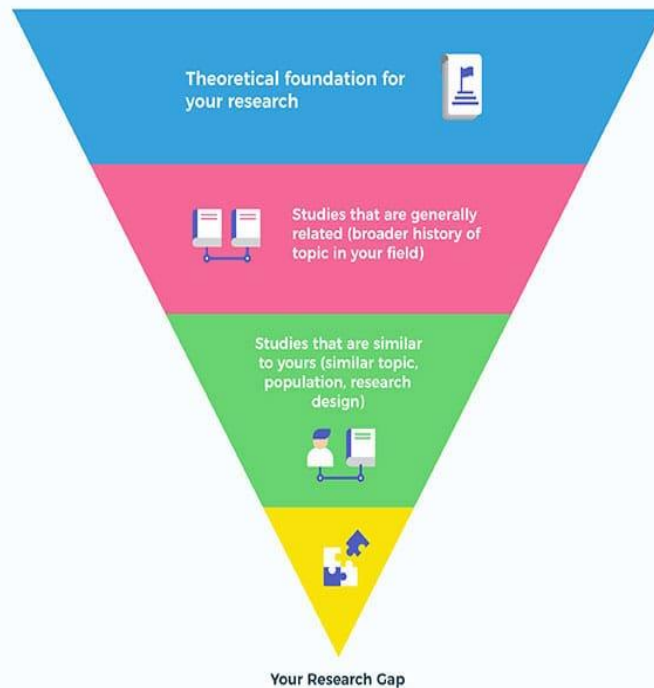 Theoretical foundation for
your research
Studies that are generally
related (broader history of
topic in your field)
Studies that are similar
to yours (similar topic,
population, research
design)
Your Research Gap